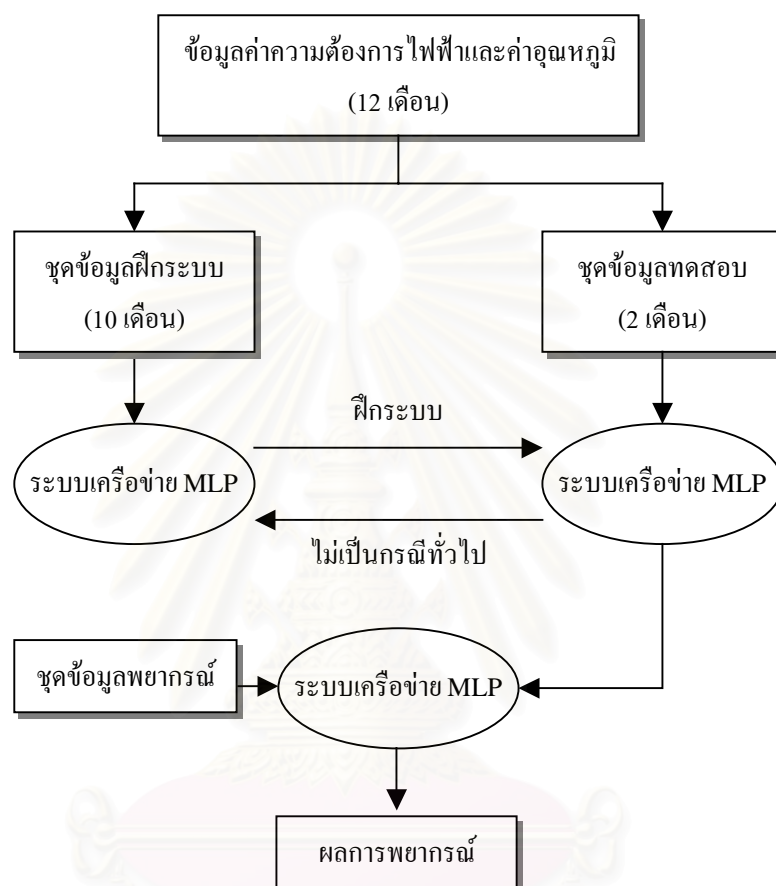 ข้อมูลค่าความต้องการไฟฟ้าและค่าอุณหภูมิ
(12 เดือน)
ชุดข้อมูลฝึกระบบ
(10 เดือน)
ชุดข้อมูลทดสอบ
(2 เดือน)
ฝึกระบบ
ระบบเครือข่าย MLP
ระบบเครือข่าย MLP
ไม่เป็นกรณีทั่วไป
ชุดข้อมูลพยากรณ์
ระบบเครือข่าย MLP
ผลการพยากรณ์